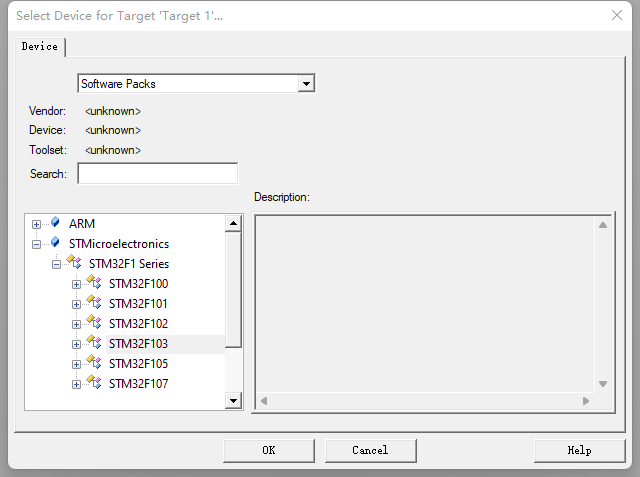 Select Device for Target 'Target 1'...
Device
Software Packs
Vendor: <unknown>
Device: <unknown>
Toolset: <unknown>
Search:
Description:
ARM
STMicroelectronics
STM32F1 Series
STM32F100
STM32F101
STM32F102
STM32F103
STM32F105
STM32F107
OK Cancel Help